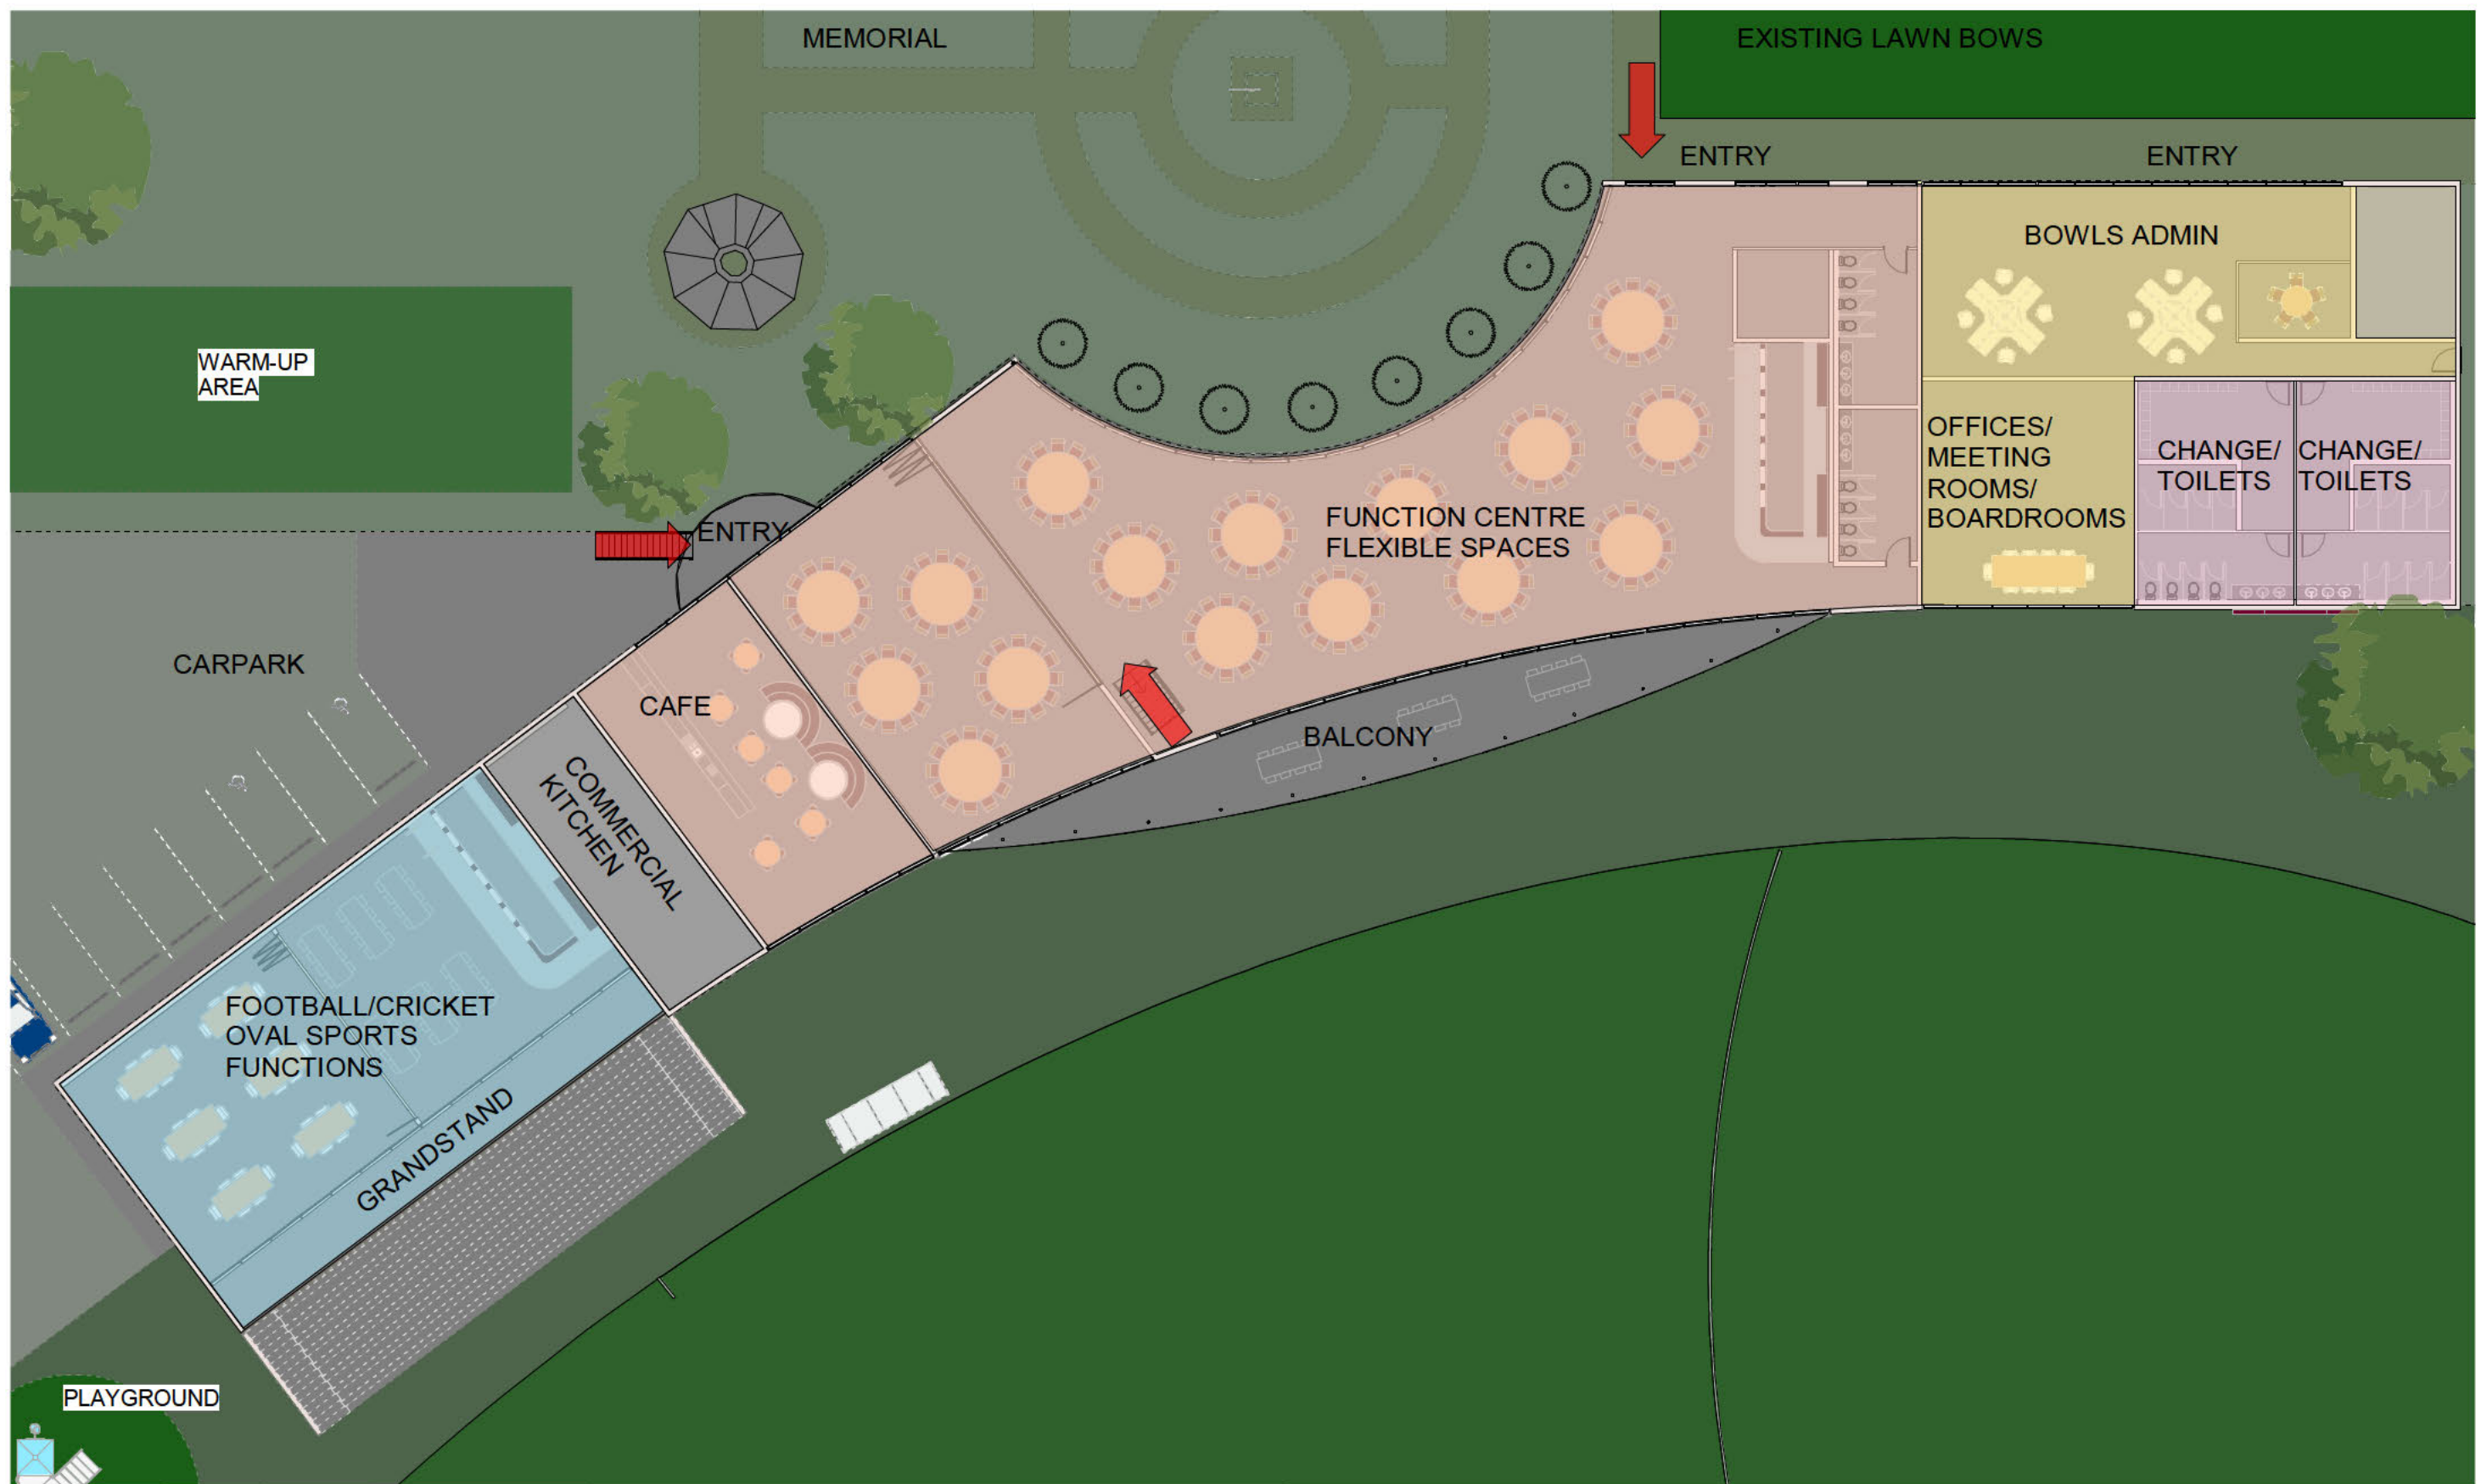 MEMORIAL
EXISTING LAWN BOWS
ENTRY
ENTRY
BOWLS ADMIN
WARM-UP
AREA
OFFICES/
MEETING
ROOMS/
BOARDROOMS
CHANGE/
TOILETS
CHANGE/
TOILETS
FUNCTION CENTRE
FLEXIBLE SPACES
ENTRY
CARPARK
CAFE
BALCONY
COMMERCIAL
KITCHEN
FOOTBALL/CRICKET
OVAL SPORTS
FUNCTIONS
GRANDSTAND
PLAYGROUND